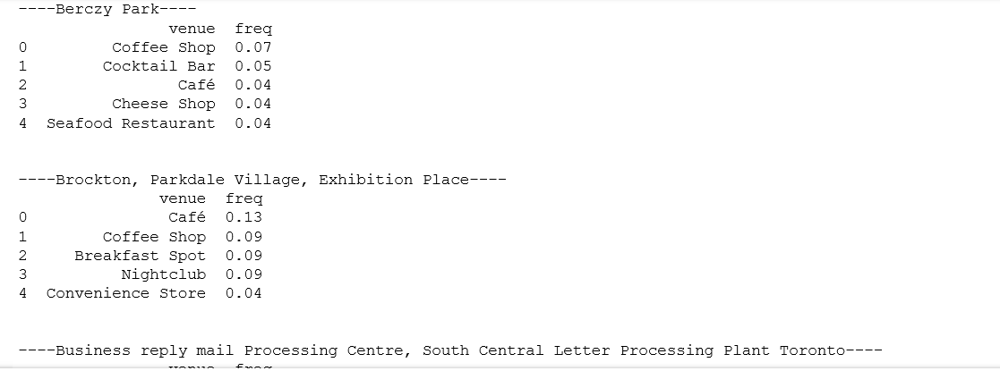 ----Berczy Park----
venue freq
0 Coffee Shop 0.07
1 Cocktail Bar 0.05
2 Café 0.04
3 Cheese Shop 0.04
4 Seafood Restaurant 0.04
----Brockton, Parkdale Village, Exhibition Place----
venue freq
0 Café 0.13
1 Coffee Shop 0.09
2 Breakfast Spot 0.09
3 Nightclub 0.09
4 Convenience Store 0.04
----Business reply mail Processing Centre, South Central Letter Processing Plant Toronto----
venue freq